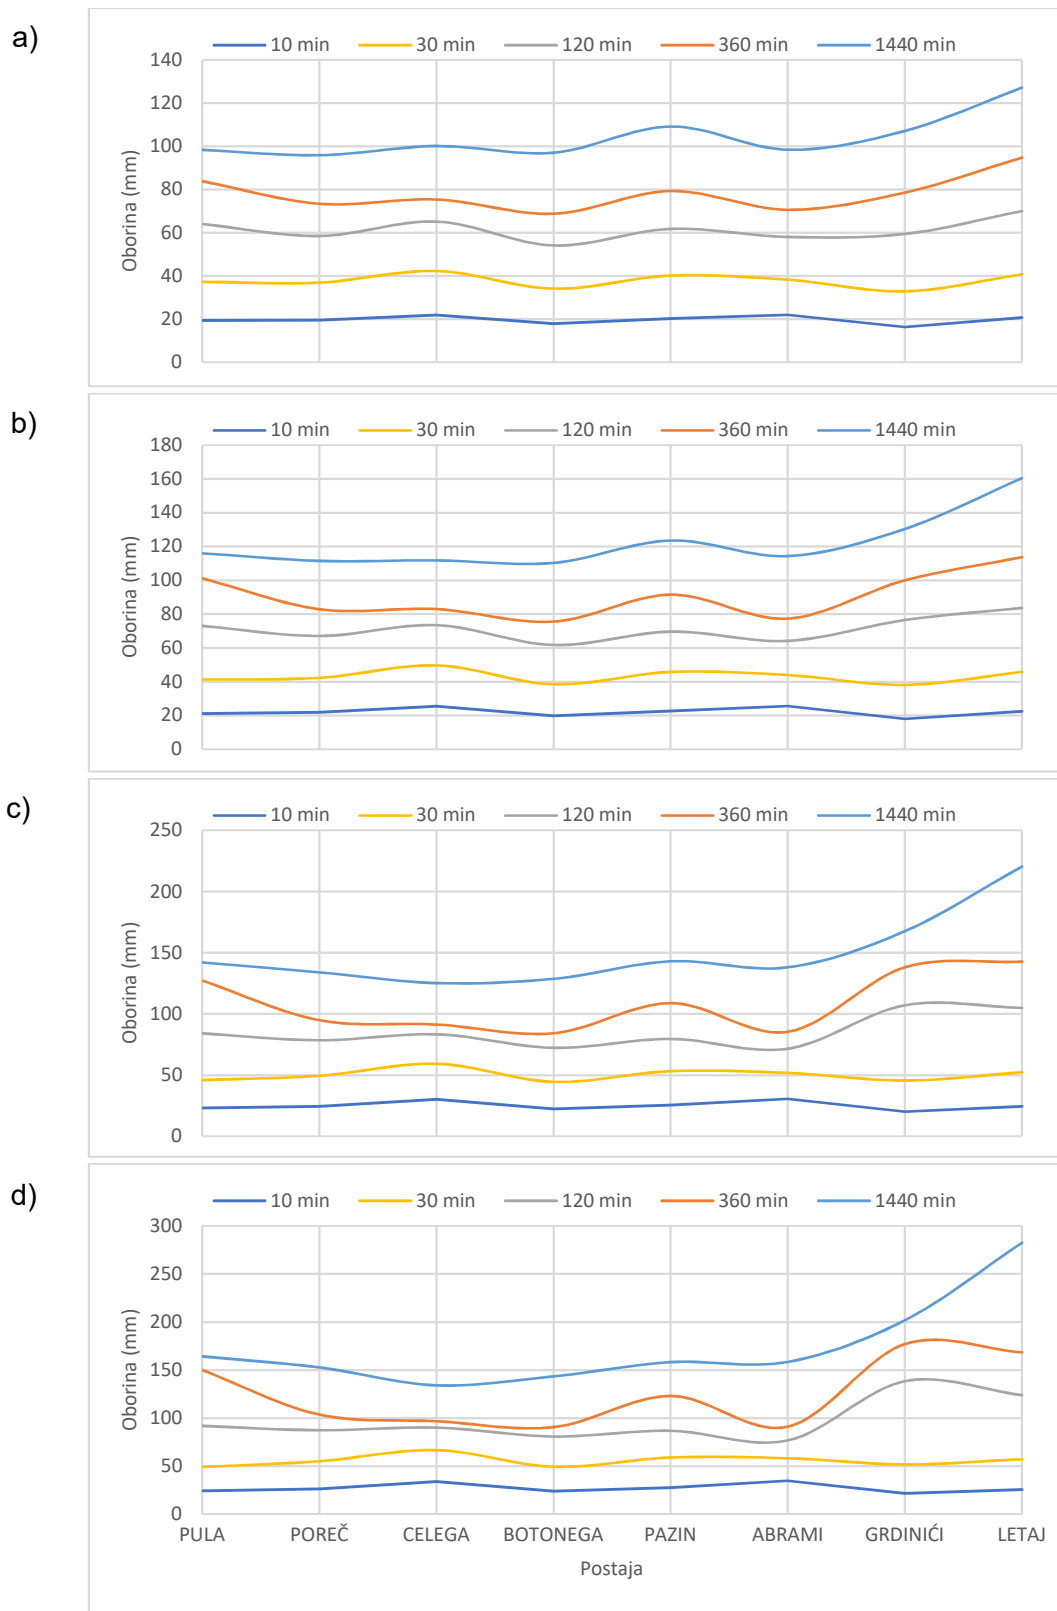 a)
10 min 30 min 120 min 360 min 1440 min
140
120
100
80
60
40
20
0
Oborina (mm)
b)
10 min 30 min 120 min 360 min 1440 min
180
160
140
120
100
80
60
40
20
0
Oborina (mm)
c)
10 min 30 min 120 min 360 min 1440 min
250
200
150
100
50
0
Oborina (mm)
d)
10 min 30 min 120 min 360 min 1440 min
300
250
200
150
100
50
0
Oborina (mm)
PULA POREČ CELEGA BOTONEGA PAZIN ABRAMI GRDINIĆI LETAJ
Postaja